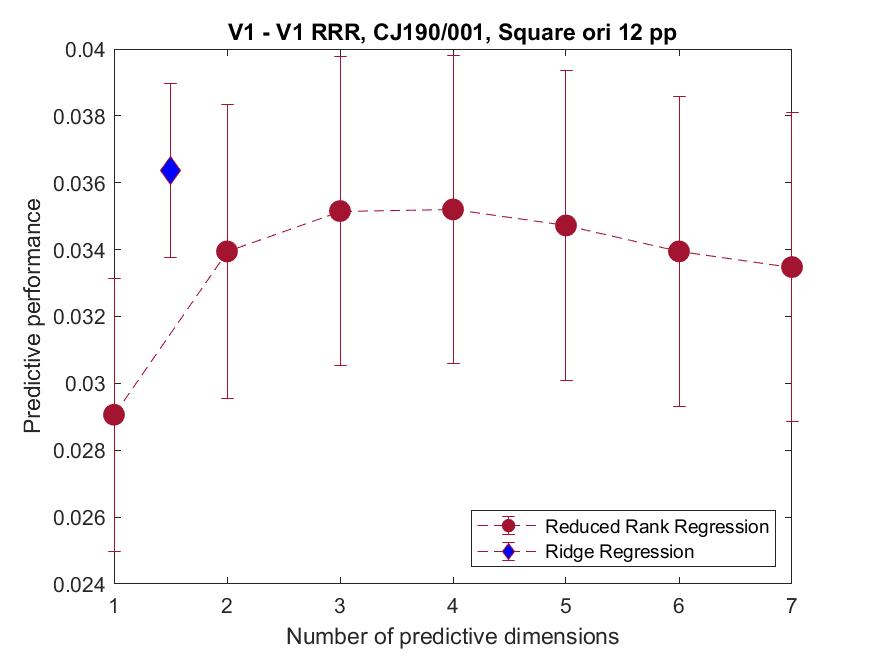 V1 - V1 RRR, CJ190/001, Square ori 12 pp
0.04
0.038
0.036
0.034
0.032
0.03
0.028
0.026
0.024
Predictive performance
1 2 3 4 5 6 7
Number of predictive dimensions
Reduced Rank Regression
Ridge Regression